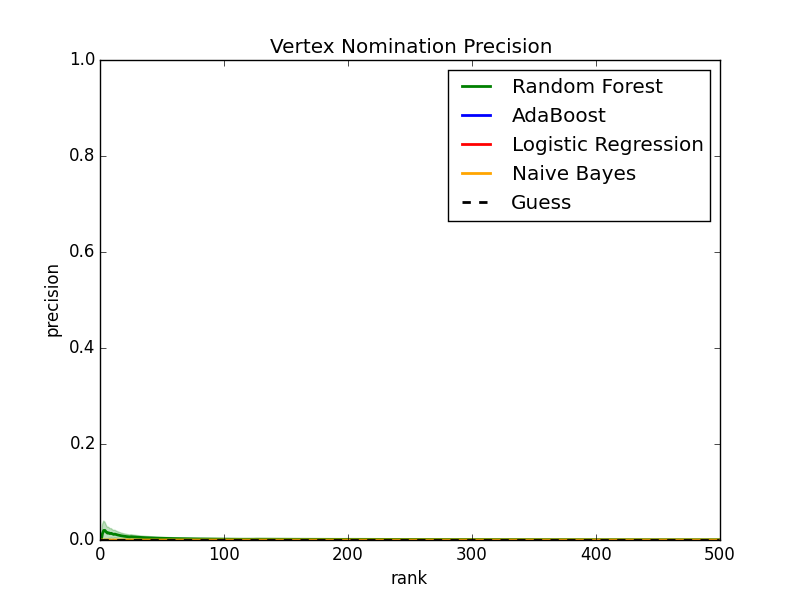 Vertex Nomination Precision
1.0
0.8
0.6
0.4
0.2
0.0
precision
Random Forest
AdaBoost
Logistic Regression
Naive Bayes
Guess
0
100
200
300
400
500
rank